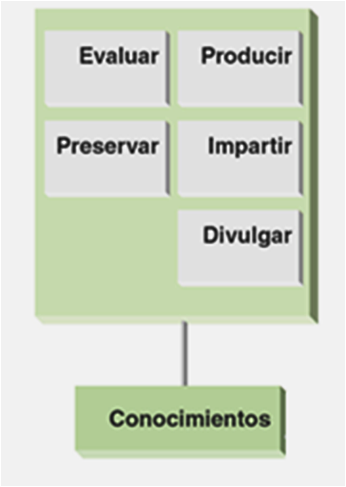 Evaluar
Producir
Preservar
Impartir
Divulgar
Conocimientos